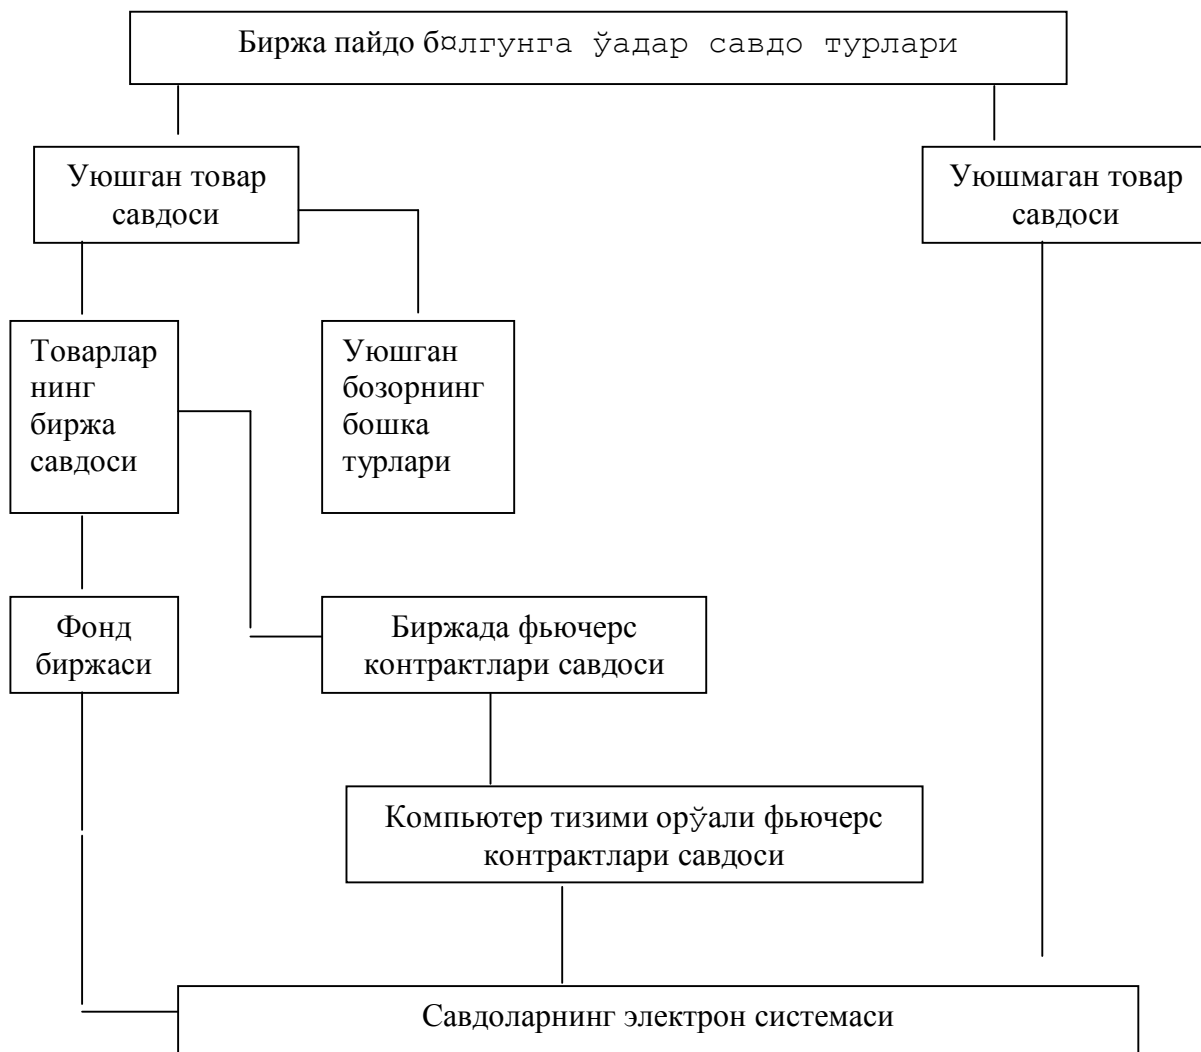 Биржа пайдо б¤лгунга ўадар савдо турлари
Уюшган товар
савдоси
Уюшмаган товар
савдоси
Товарлар
нинг
биржа
савдоси
Уюшган
бозорнинг
бошка
турлари
Фонд
биржаси
Биржада фьючерс
контрактлари савдоси
Компьютер тизими орўали фьючерс
контрактлари савдоси
Савдоларнинг электрон системаси